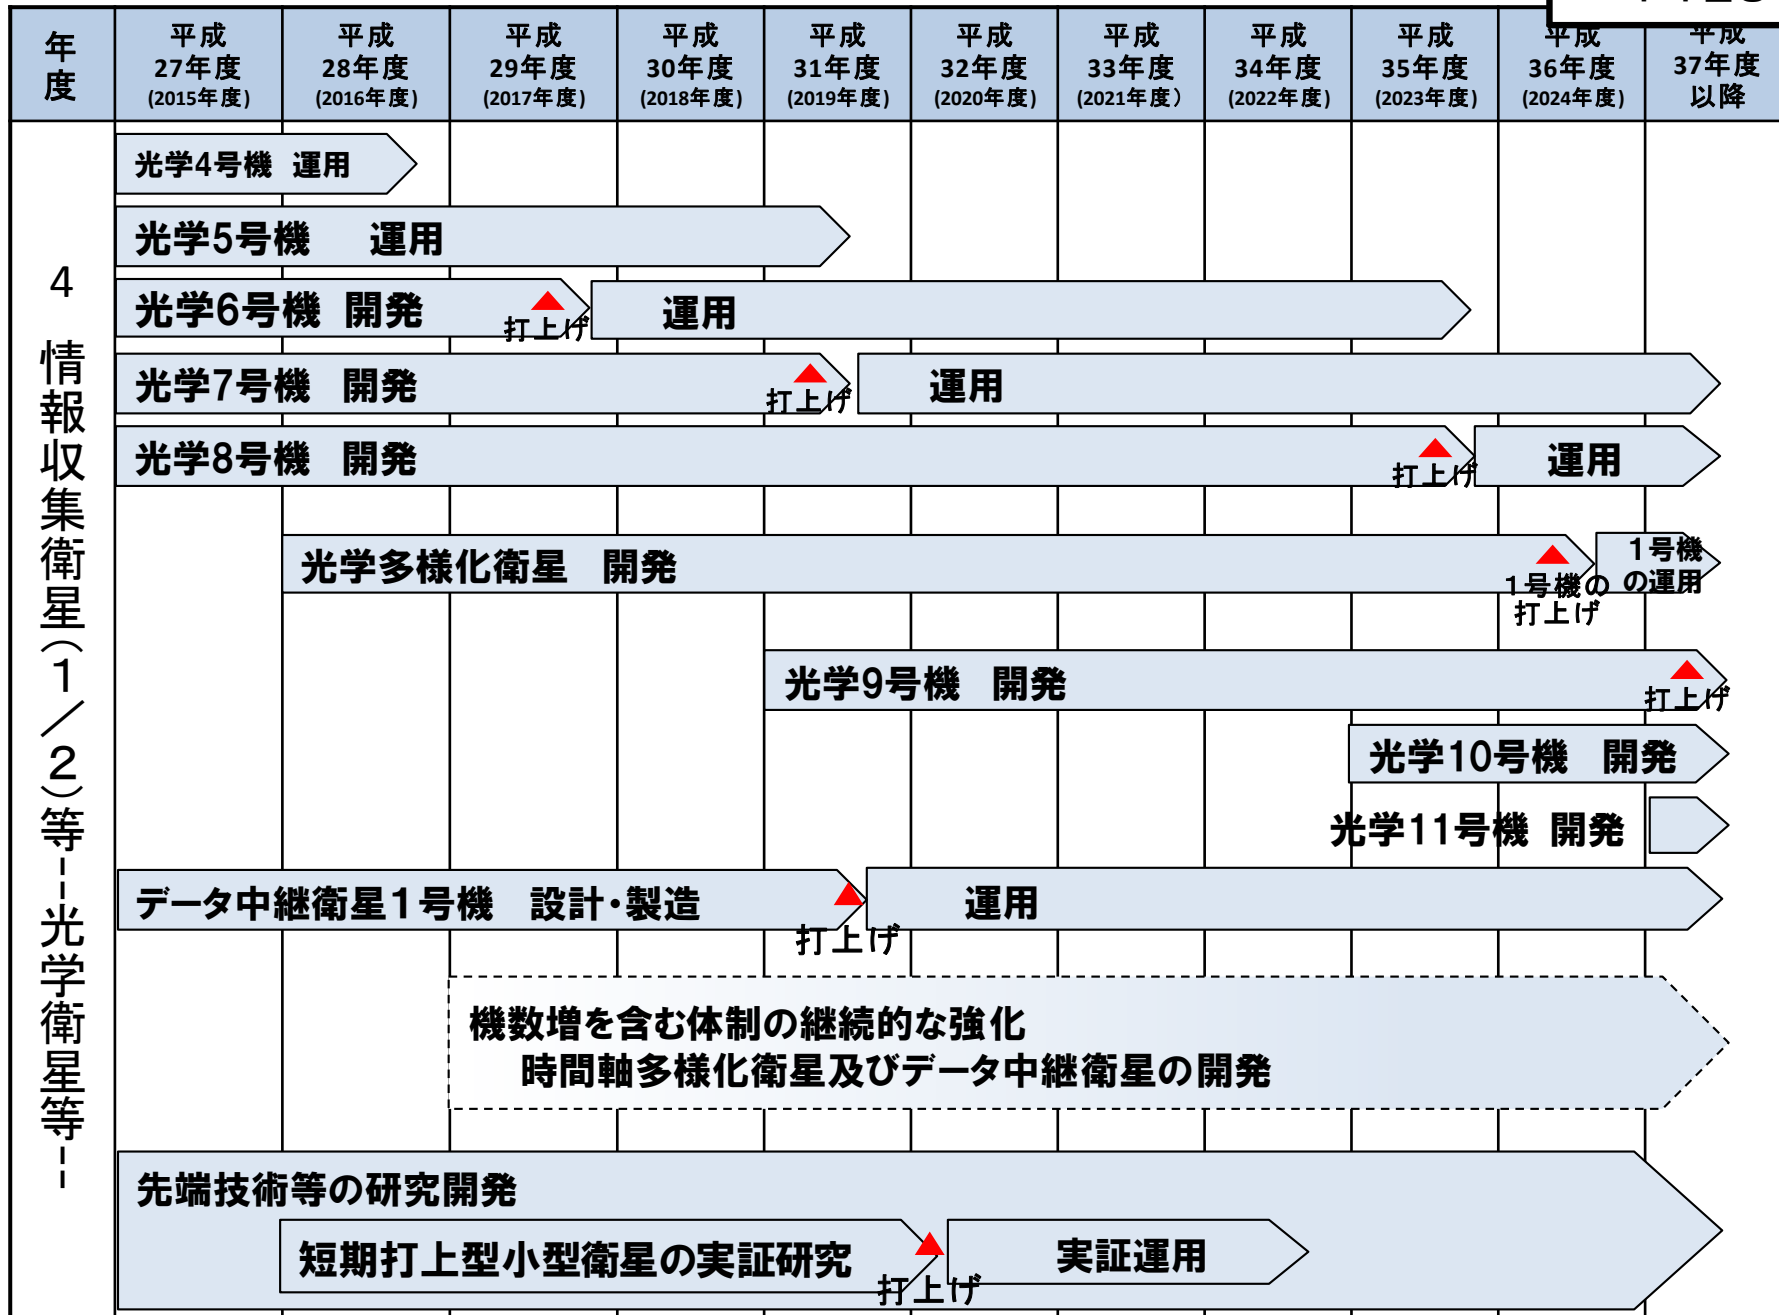 年度
平成
27年度
(2015年度)
平成
28年度
(2016年度)
平成
29年度
(2017年度)
平成
30年度
(2018年度)
平成
31年度
(2019年度)
平成
32年度
(2020年度)
平成
33年度
(2021年度）
平成
34年度
(2022年度)
平成
35年度
(2023年度)
平成
36年度
(2024年度)
平成
37年度
以降
4　情報収集衛星（1／2）等--光学衛星等--
光学4号機 運用
光学5号機 運用
光学6号機 開発
打上げ
運用
光学7号機 開発
打上げ
運用
光学8号機 開発
打上げ
運用
光学多様化衛星 開発
1号機の
打上げ
1号機
の運用
光学9号機 開発
打上げ
光学10号機 開発
光学11号機 開発
データ中継衛星1号機 設計・製造
打上げ
運用
機数増を含む体制の継続的な強化
時間軸多様化衛星及びデータ中継衛星の開発
先端技術等の研究開発
短期打上型小型衛星の実証研究
打上げ
実証運用